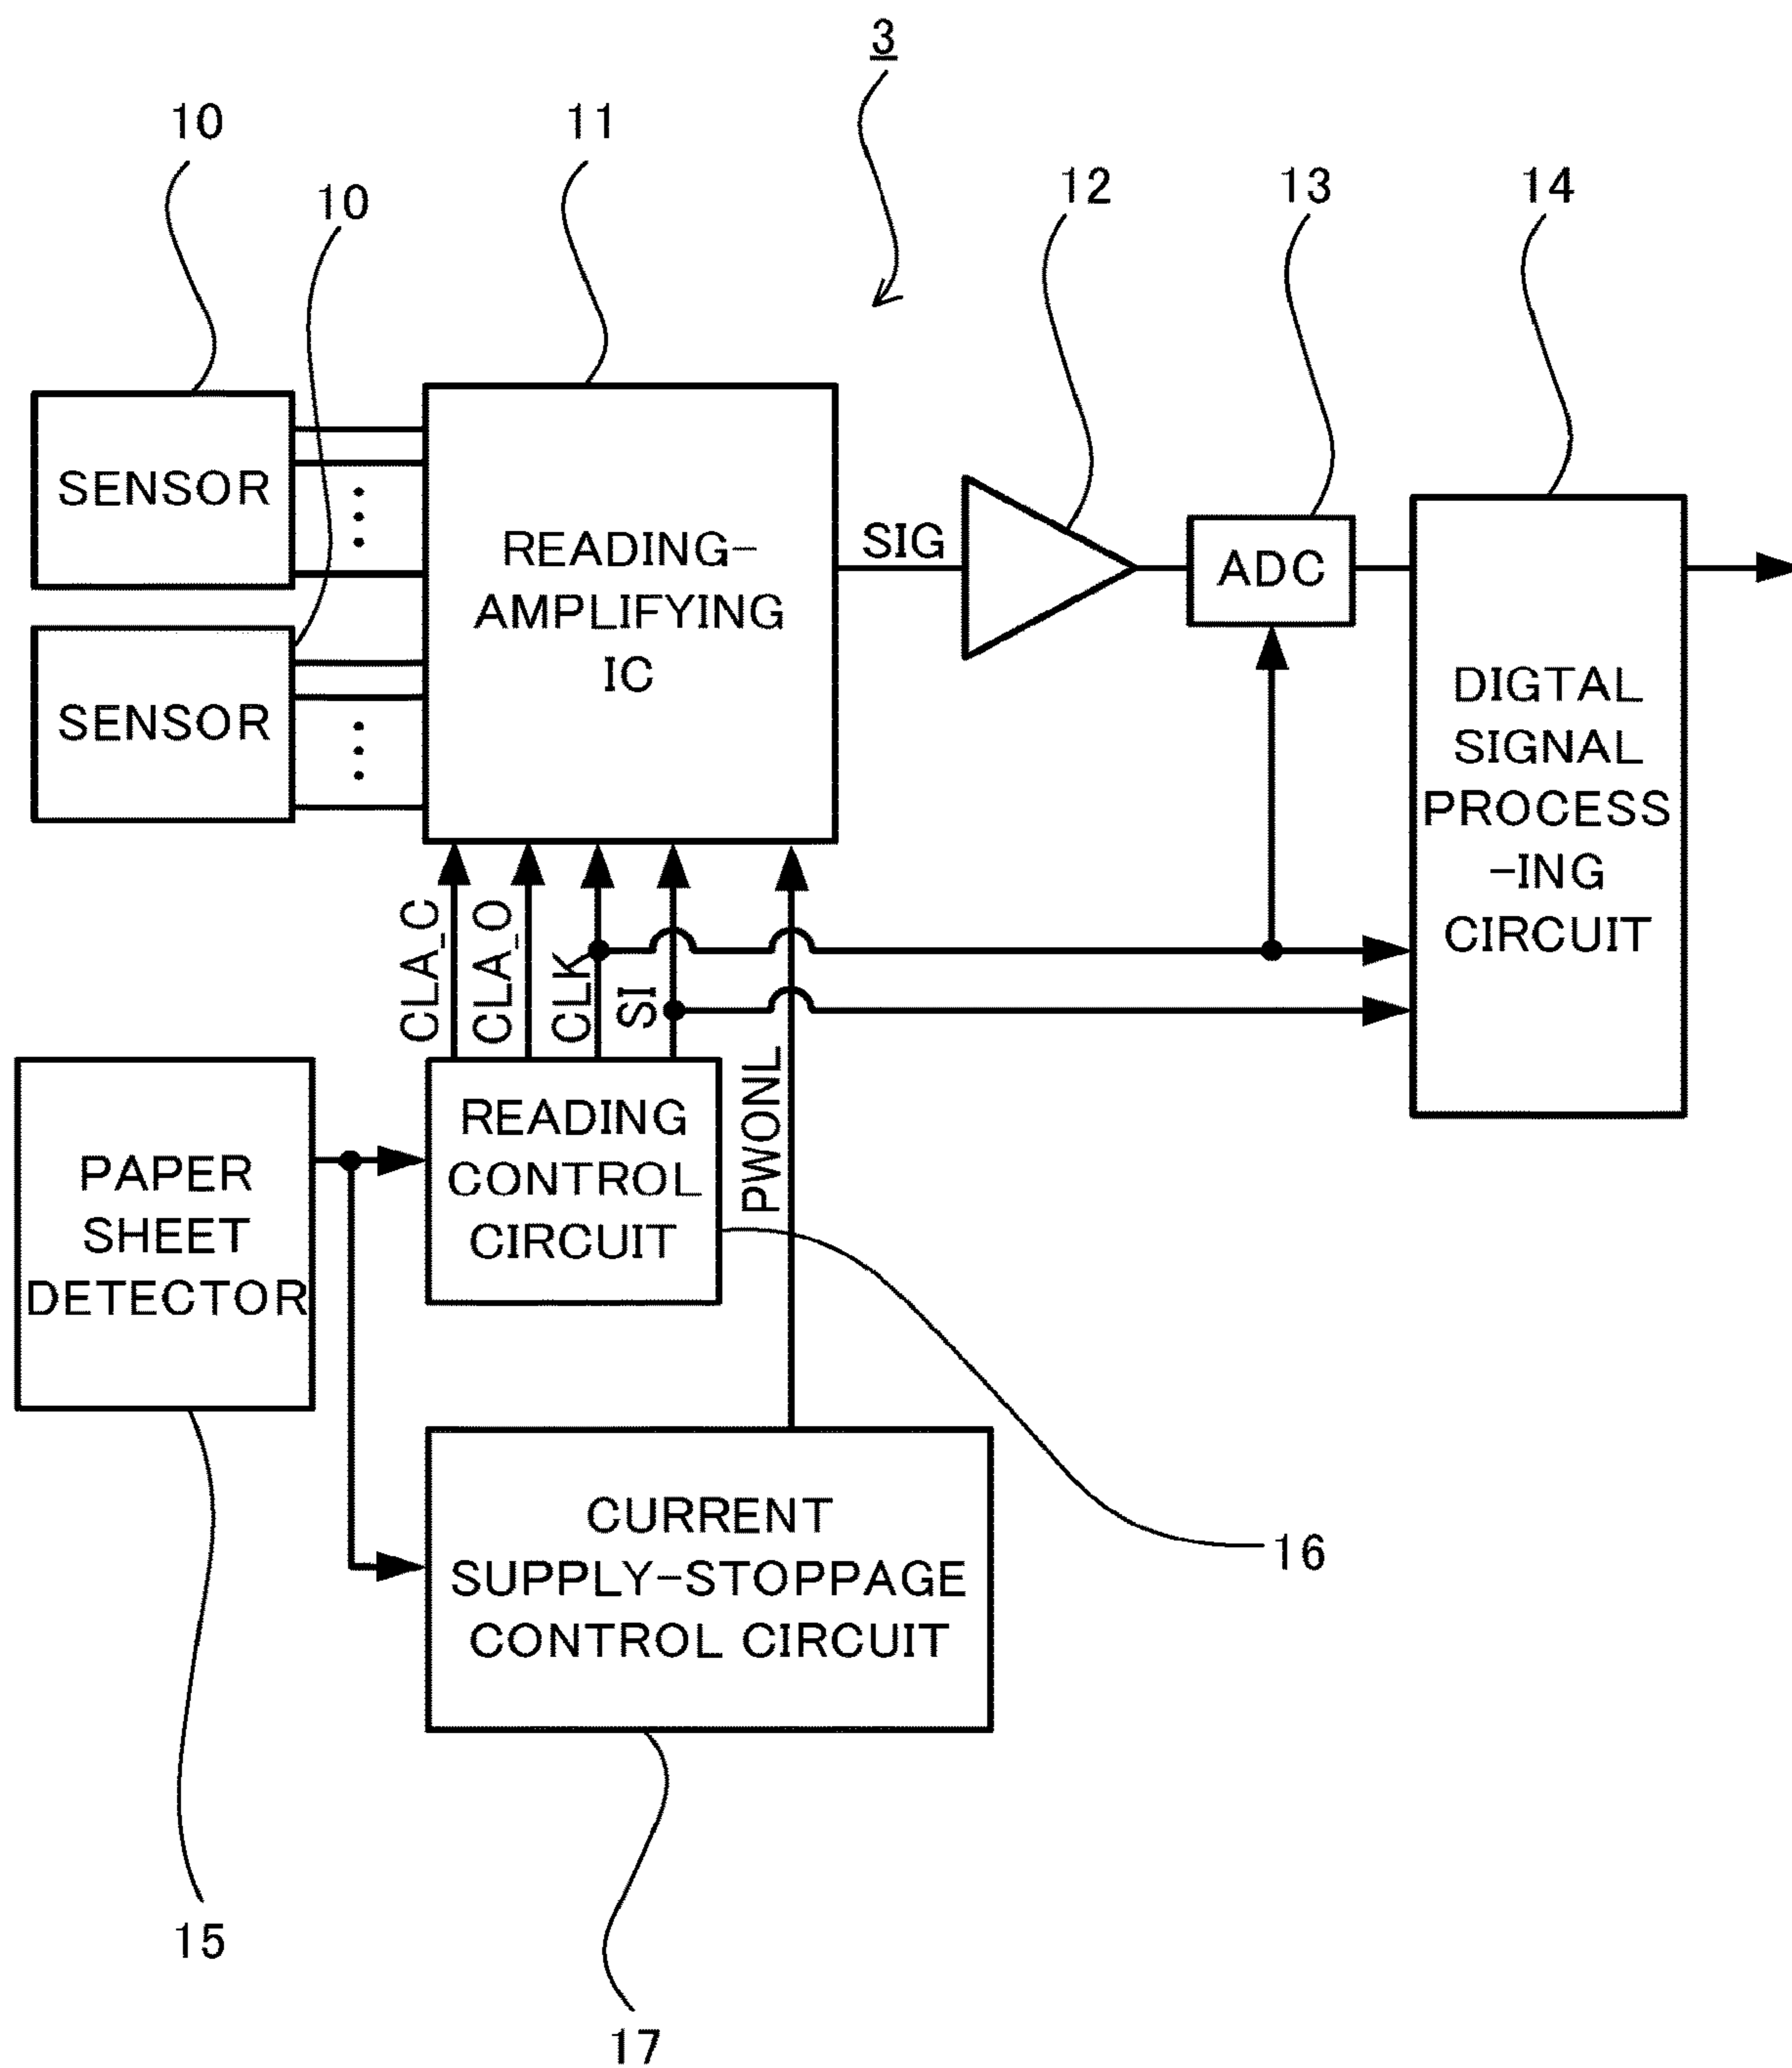 3
10
11
10
12
13
14
SENSOR
READING-
AMPLIFYING
IC
SIG
ADC
SENSOR
DIGTAL
SIGNAL
PROCESS
-ING
CIRCUIT
CLA_C
CLA_O
CLK
SI
PWONL
PAPER
SHEET
DETECTOR
READING
CONTROL
CIRCUIT
CURRENT
SUPPLY-STOPPAGE
CONTROL CIRCUIT
16
15
17